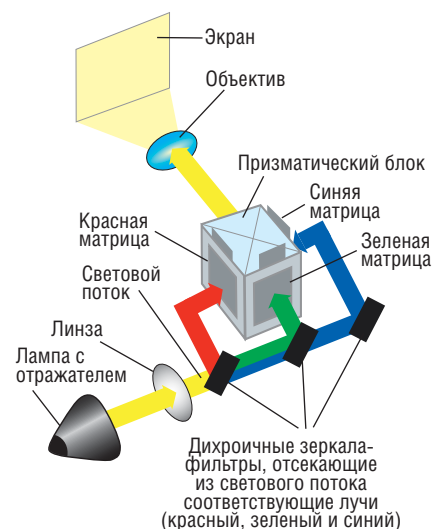 Экран
Объектив
Призматический блок
Синяя
матрица
Красная
матрица
Зеленая
матрица
Световой
поток
Линза
Лампа с
отражателем
Дихроичные зеркала-
фильтры, отсекающие
из светового потока
соответствующие лучи
(красный, зеленый и синий)